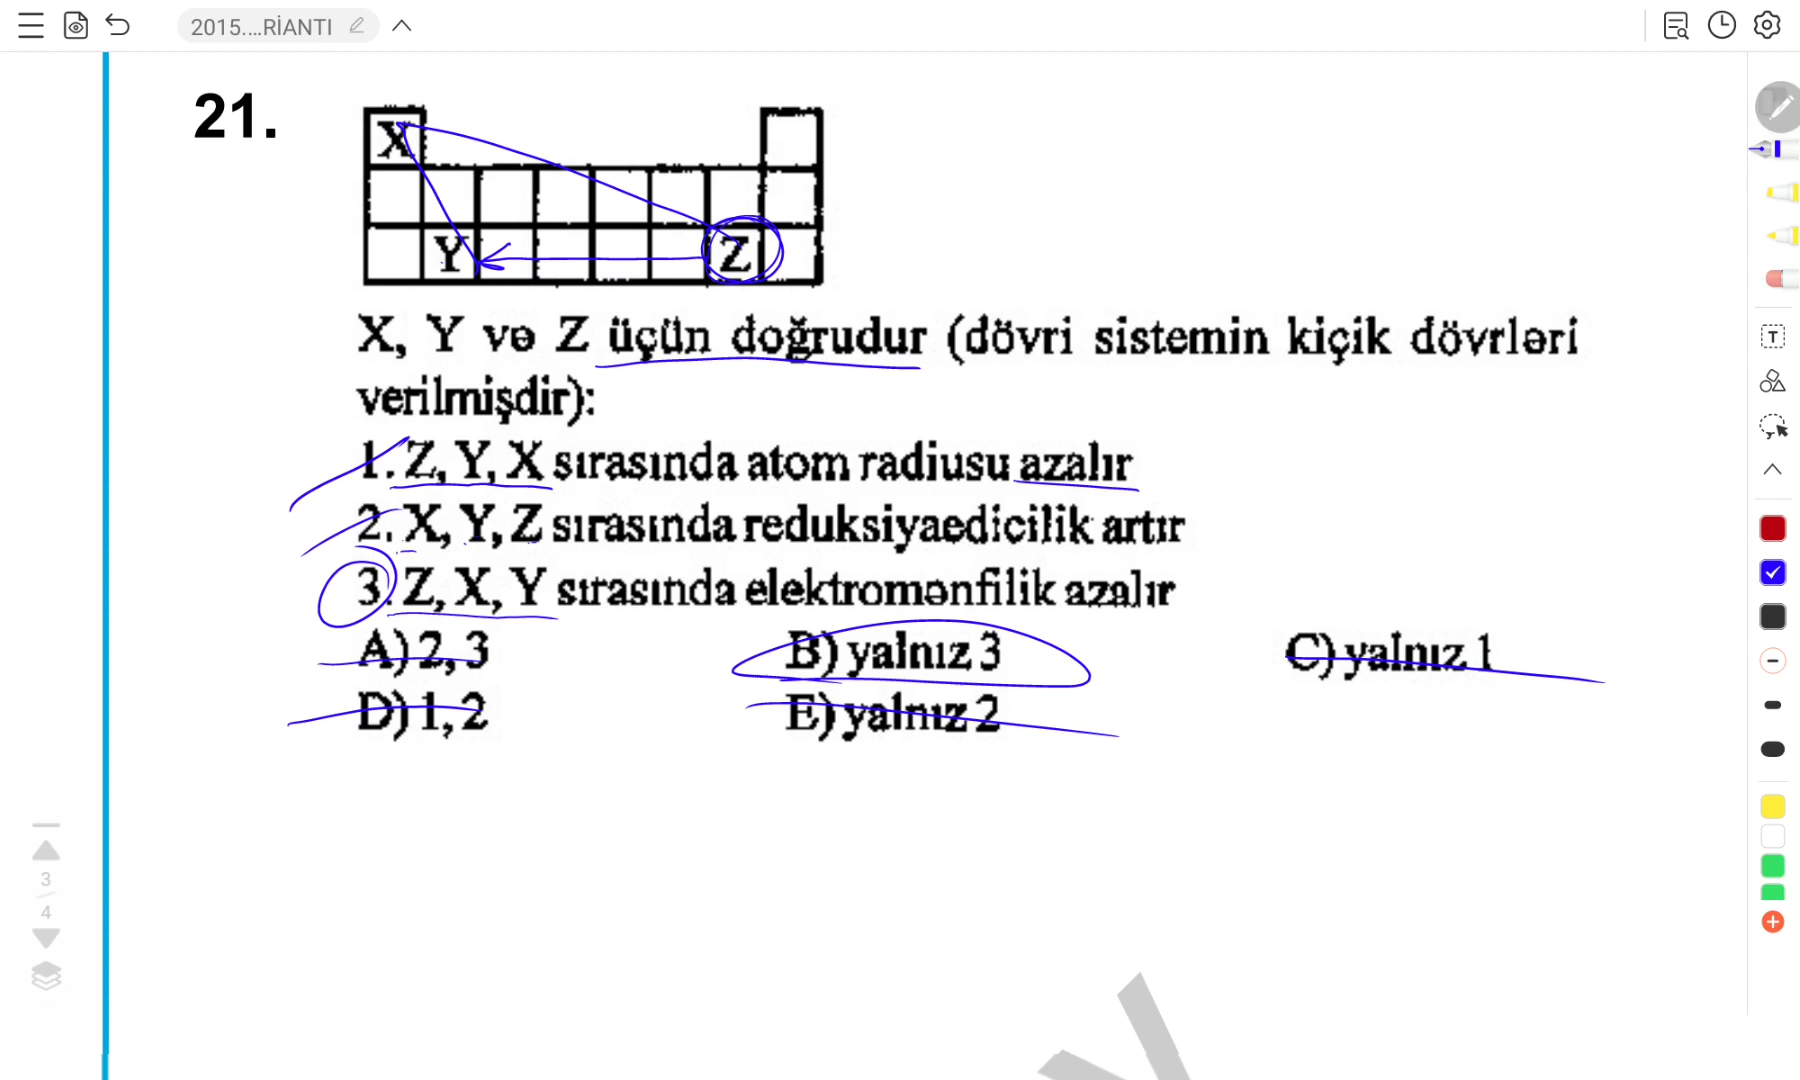 2015....RİANTI
21.
X
Y Z
X, Y və Z üçün doğrudur (dövri sistemin kiçik dövrləri
verilmişdir):
1. Z, Y, X sırasında atom radiusu azalır
2. X, Y, Z sırasında reduksiyaedicilik artır
3. Z, X, Y sırasında elektromənfilik azalır
A) 2, 3 B) yalnız 3 C) yalnız 1
D) 1, 2 E) yalnız 2
T
3
4